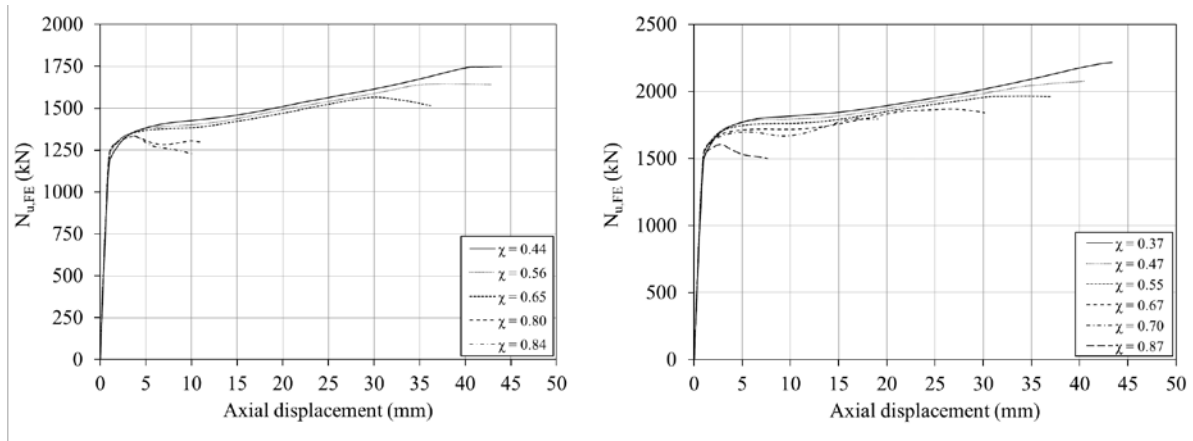 2000
1750
1500
1250
1000
750
500
250
0
N_u,FE (kN)
0 5 10 15 20 25 30 35 40 45 50
Axial displacement (mm)
χ = 0.44
χ = 0.56
χ = 0.65
χ = 0.80
χ = 0.84
2500
2000
1500
1000
500
0
N_u,FE (kN)
0 5 10 15 20 25 30 35 40 45 50
Axial displacement (mm)
χ = 0.37
χ = 0.47
χ = 0.55
χ = 0.67
χ = 0.70
χ = 0.87